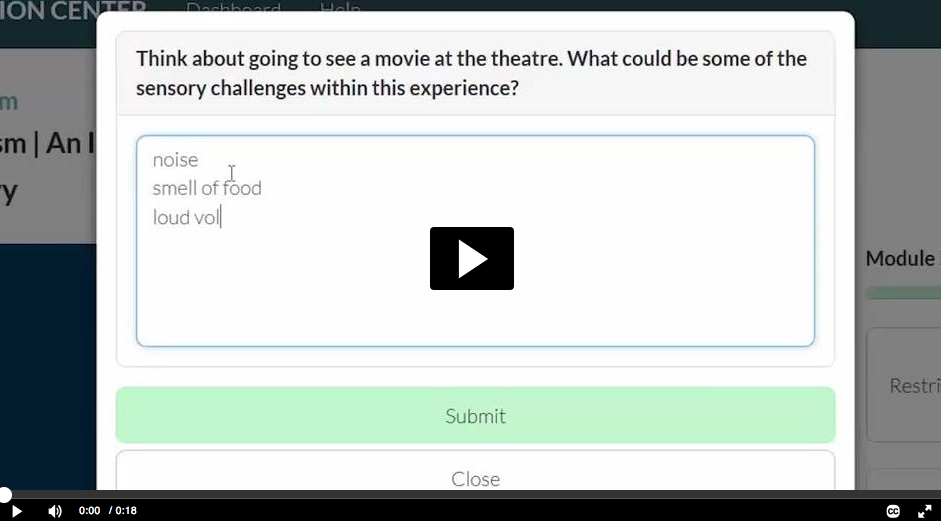 ION CENTER Dashboard Help
Think about going to see a movie at the theatre. What could be some of the
sensory challenges within this experience?
m
sm | An I
ry
noise
smell of food
loud vol
Module
Restri
Submit
Close
0:00 / 0:18
CC